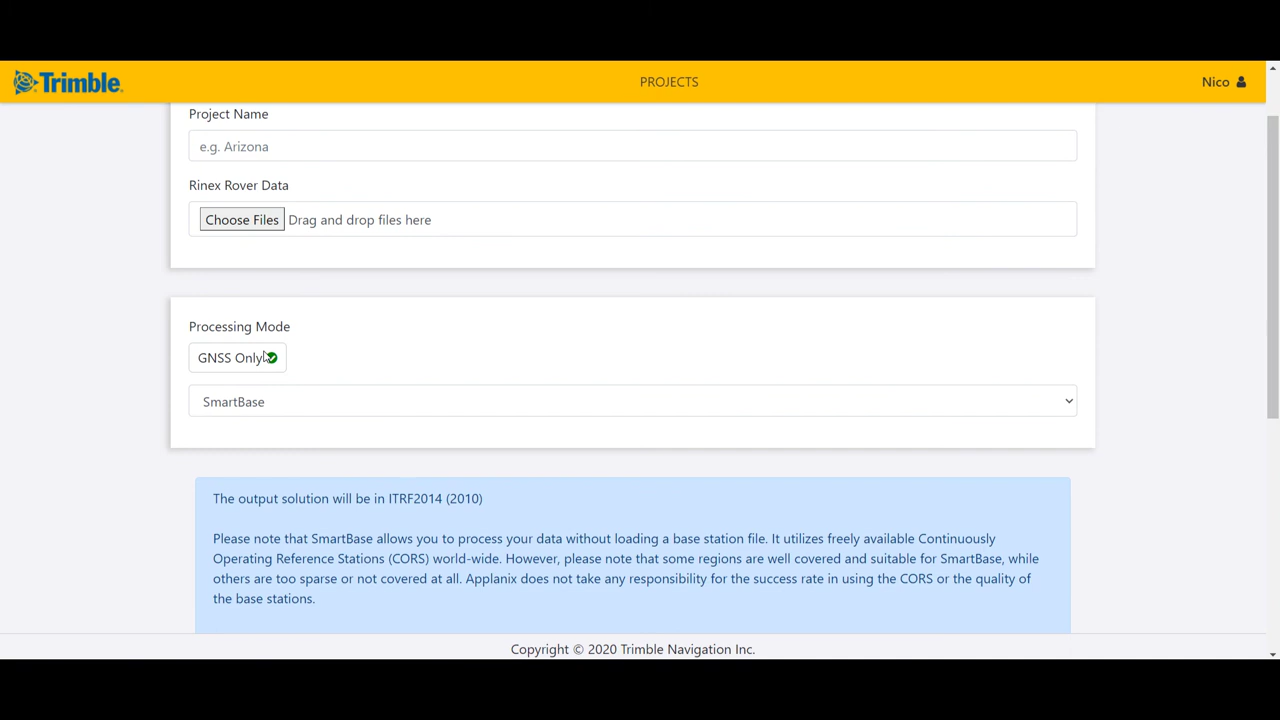 Trimble
PROJECTS
Nico
Project Name
e.g. Arizona
Rinex Rover Data
Choose Files Drag and drop files here
Processing Mode
GNSS Only
SmartBase
The output solution will be in ITRF2014 (2010)
Please note that SmartBase allows you to process your data without loading a base station file. It utilizes freely available Continuously
Operating Reference Stations (CORS) world-wide. However, please note that some regions are well covered and suitable for SmartBase, while
others are too sparse or not covered at all. Applanix does not take any responsibility for the success rate in using the CORS or the quality of
the base stations.
Copyright © 2020 Trimble Navigation Inc.